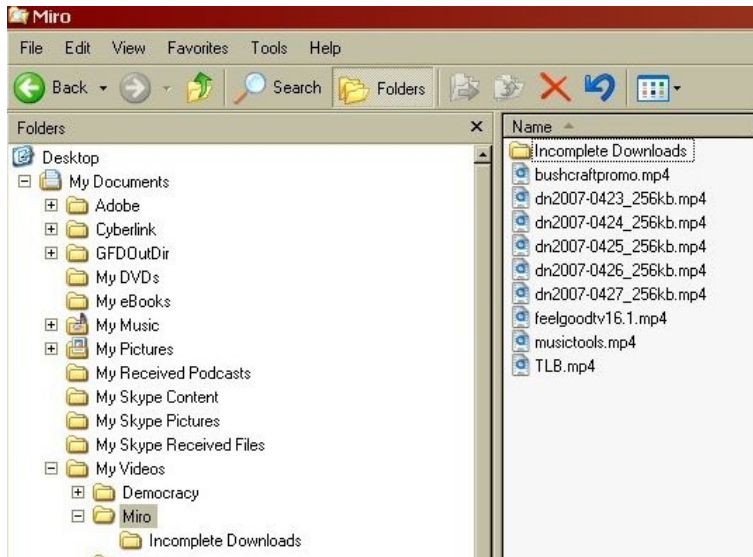 Miro
File Edit View Favorites Tools Help
Back Search Folders
Folders
Desktop
My Documents
Adobe
Cyberlink
GFDOutDir
My DVDs
My eBooks
My Music
My Pictures
My Received Podcasts
My Skype Content
My Skype Pictures
My Skype Received Files
My Videos
Democracy
Miro
Incomplete Downloads
Name
Incomplete Downloads
bushcraftpromo.mp4
dn2007-0423_256kb.mp4
dn2007-0424_256kb.mp4
dn2007-0425_256kb.mp4
dn2007-0426_256kb.mp4
dn2007-0427_256kb.mp4
feelgoodtv16.1.mp4
musictools.mp4
TLB.mp4